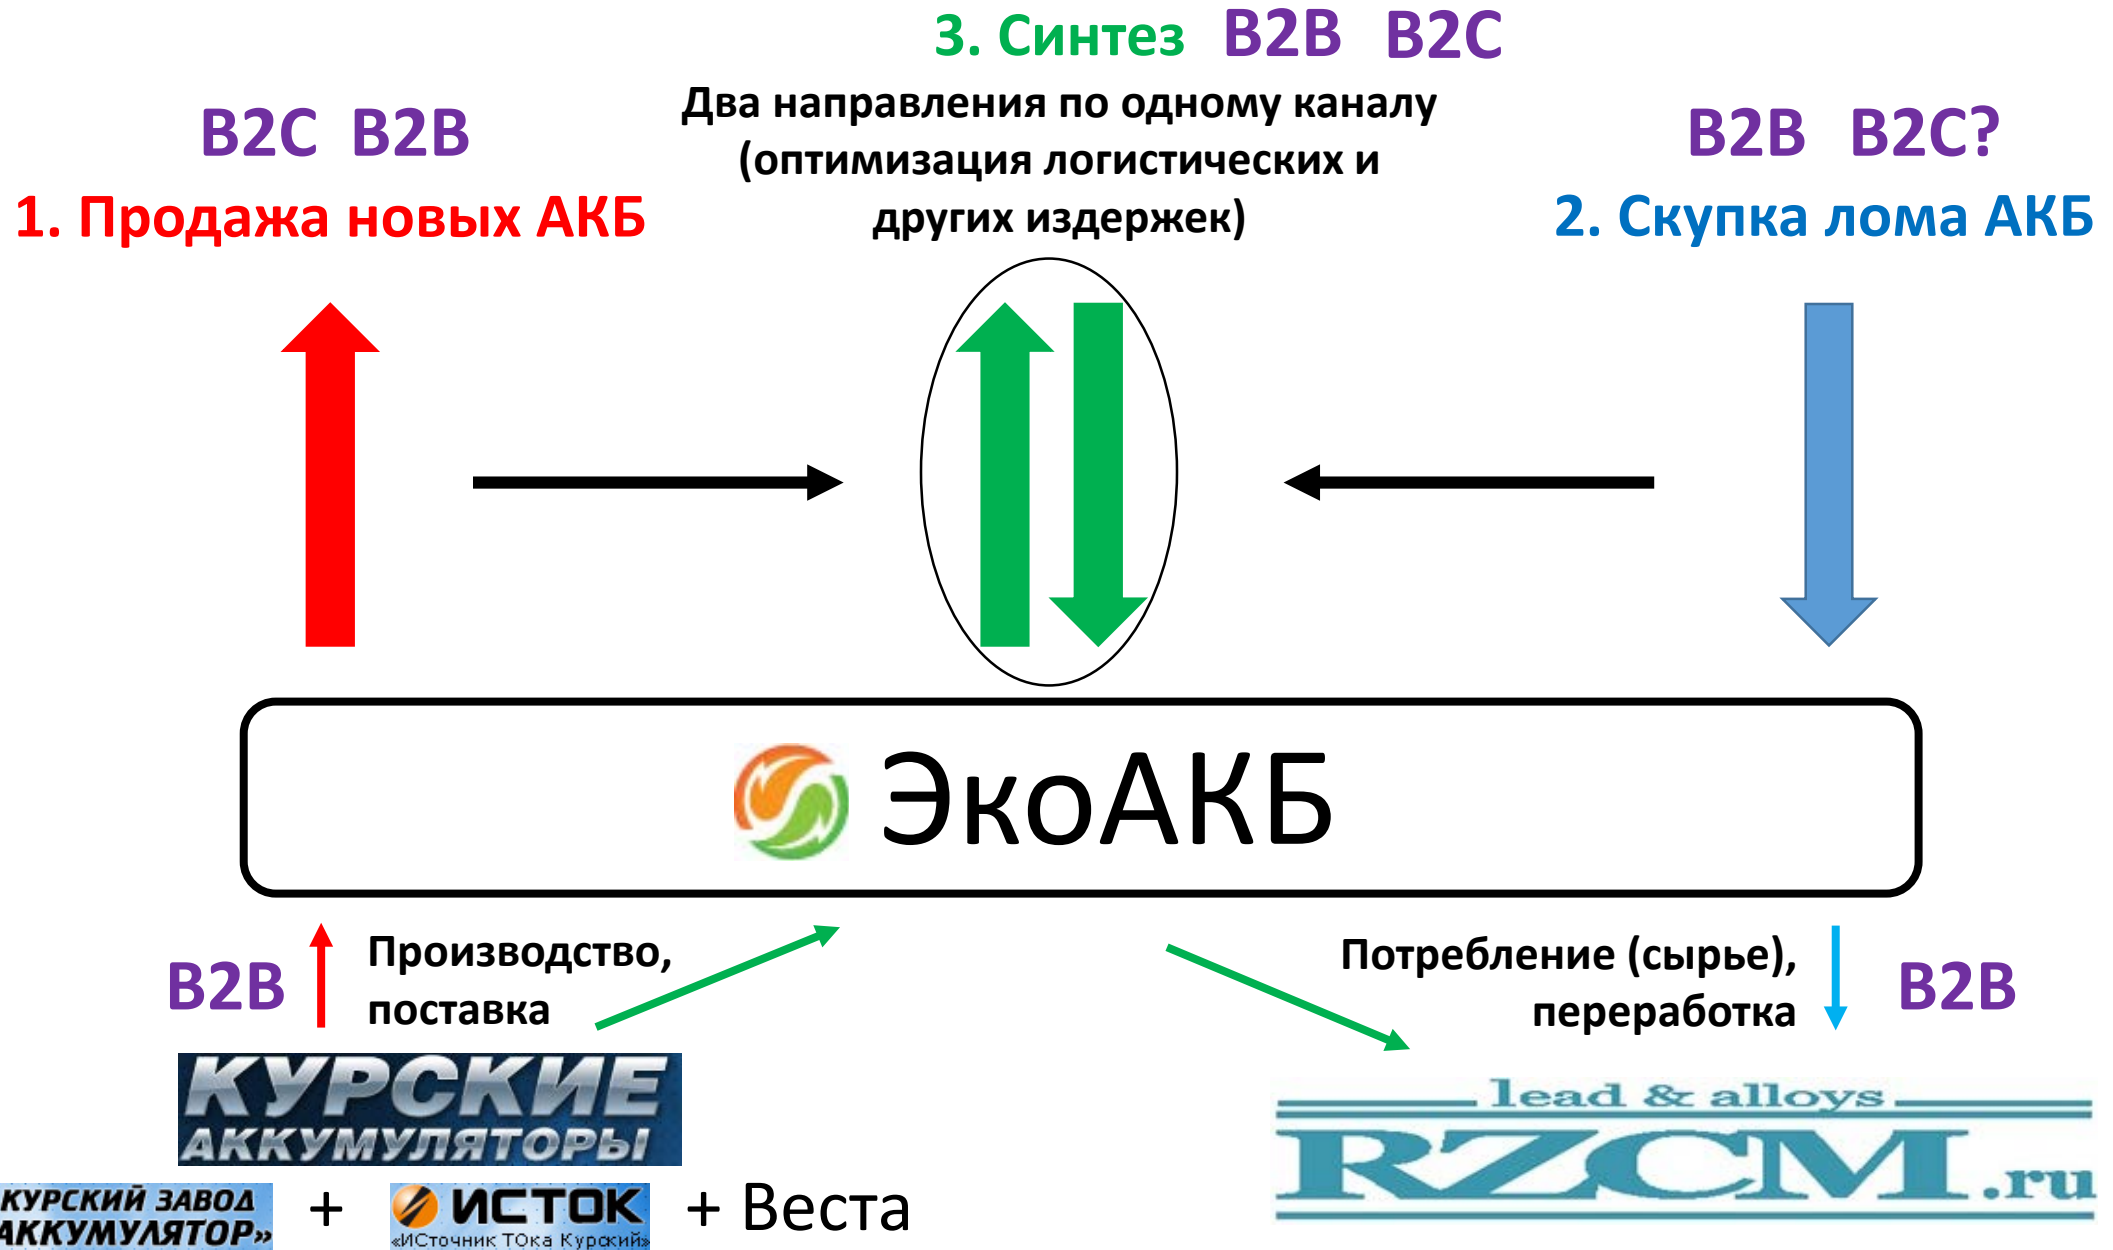 3. Синтез B2B B2C
Два направления по одному каналу
(оптимизация логистических и
других издержек)
B2C B2B
1. Продажа новых АКБ
B2B B2C?
2. Скупка лома АКБ
ЭкоАКБ
B2B
Производство,
поставка
Потребление (сырье),
переработка
B2B
КУРСКИЕ
АККУМУЛЯТОРЫ
КУРСКИЙ ЗАВОД
АККУМУЛЯТОР»
+
ИСТОК
«ИСточник ТОка Курский»
+ Веста
lead & alloys
RZCM.ru